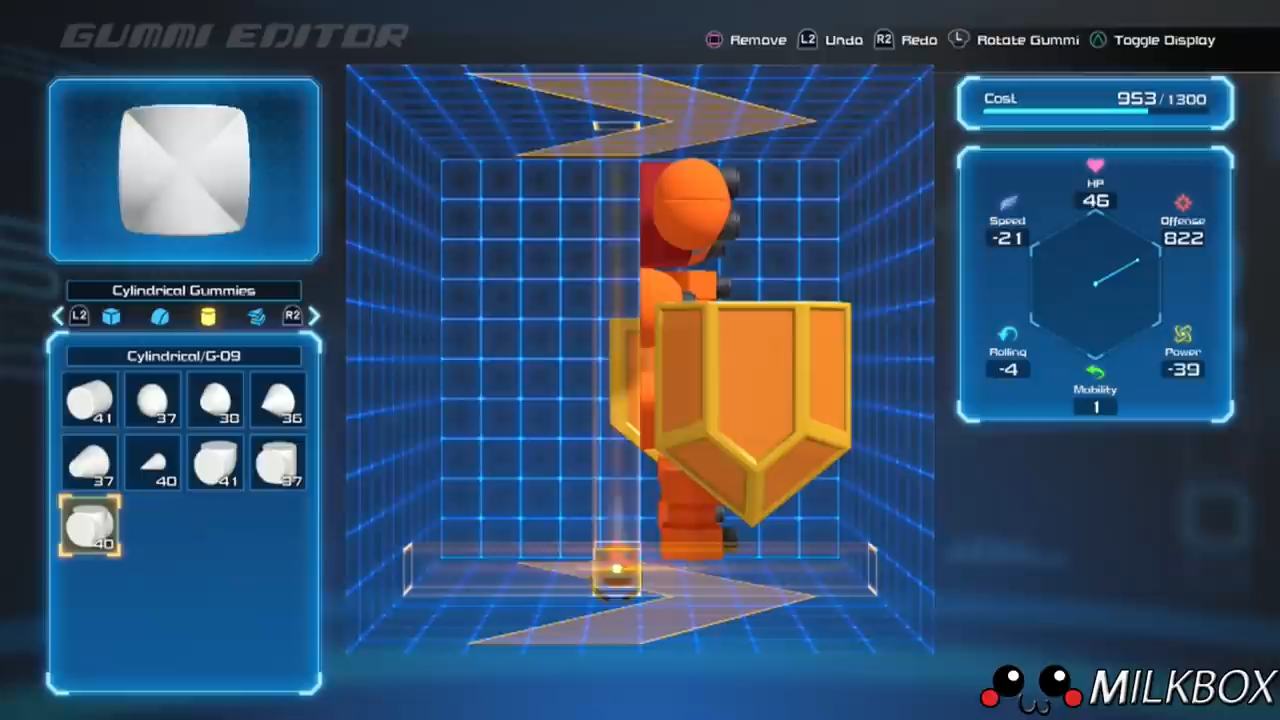 GUMMI EDITOR
Remove L2 Undo R2 Redo L Rotate Gummi Toggle Display
Cost 953/1300
HP
46
Speed
-21
Offense
822
Rolling
-4
Power
-39
Mobility
1
Cylindrical Gummies
L2 R2
Cylindrical/G-09
41 37 38 36
37 40 41 37
40
MILKBOX